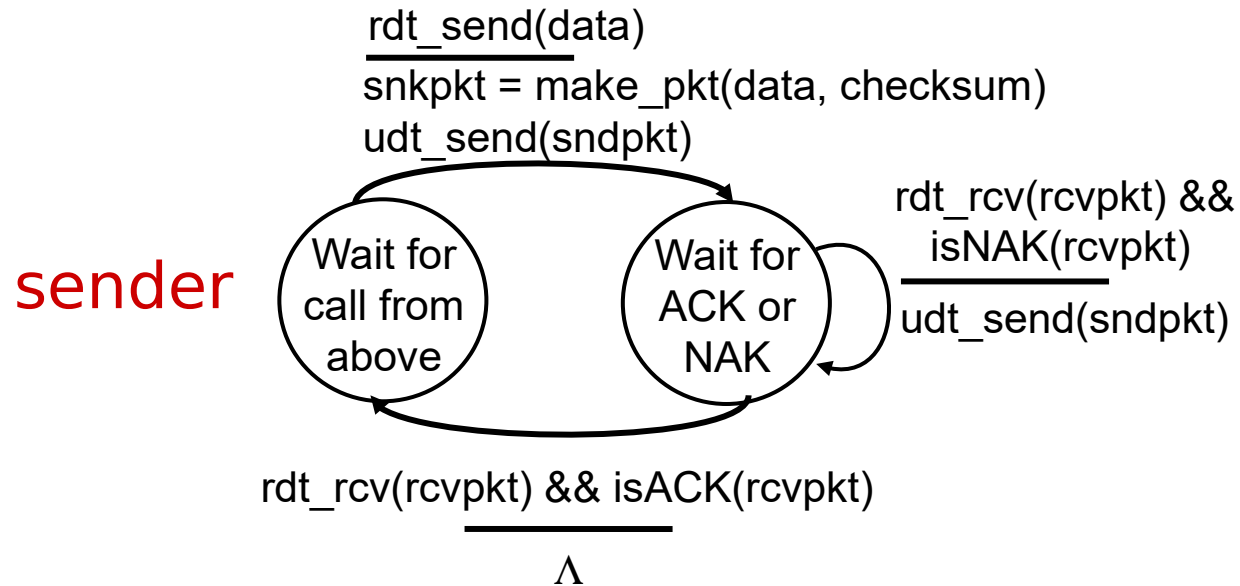 rdt_send(data)
snkpkt = make_pkt(data, checksum)
udt_send(sndpkt)
rdt_rcv(rcvpkt) &&
isNAK(rcvpkt)
udt_send(sndpkt)
sender
Wait for
call from
above
Wait for
ACK or
NAK
rdt_rcv(rcvpkt) && isACK(rcvpkt)
Λ